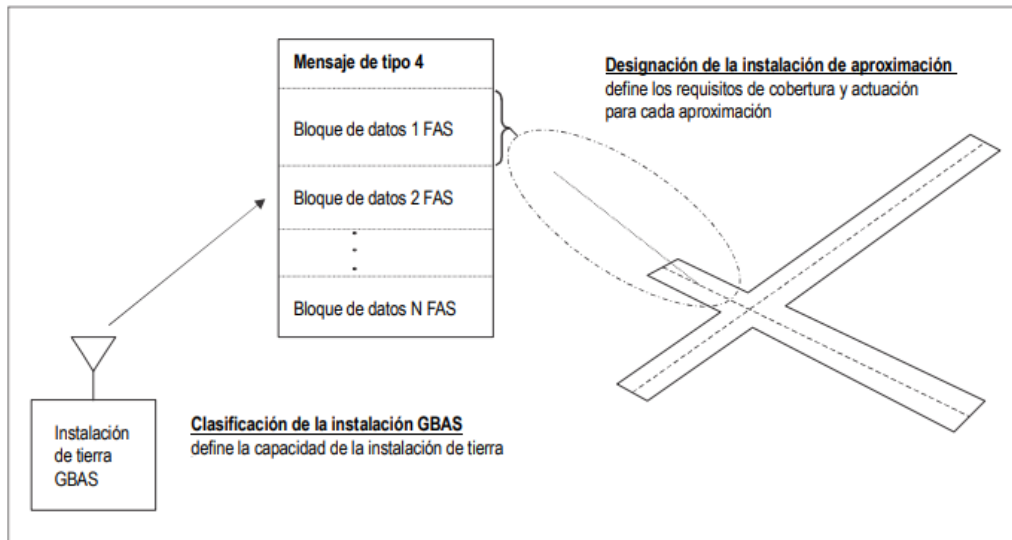 Mensaje de tipo 4
Bloque de datos 1 FAS
Bloque de datos 2 FAS
Bloque de datos N FAS
Designación de la instalación de aproximación
define los requisitos de cobertura y actuación
para cada aproximación
Instalación
de tierra
GBAS
Clasificación de la instalación GBAS
define la capacidad de la instalación de tierra